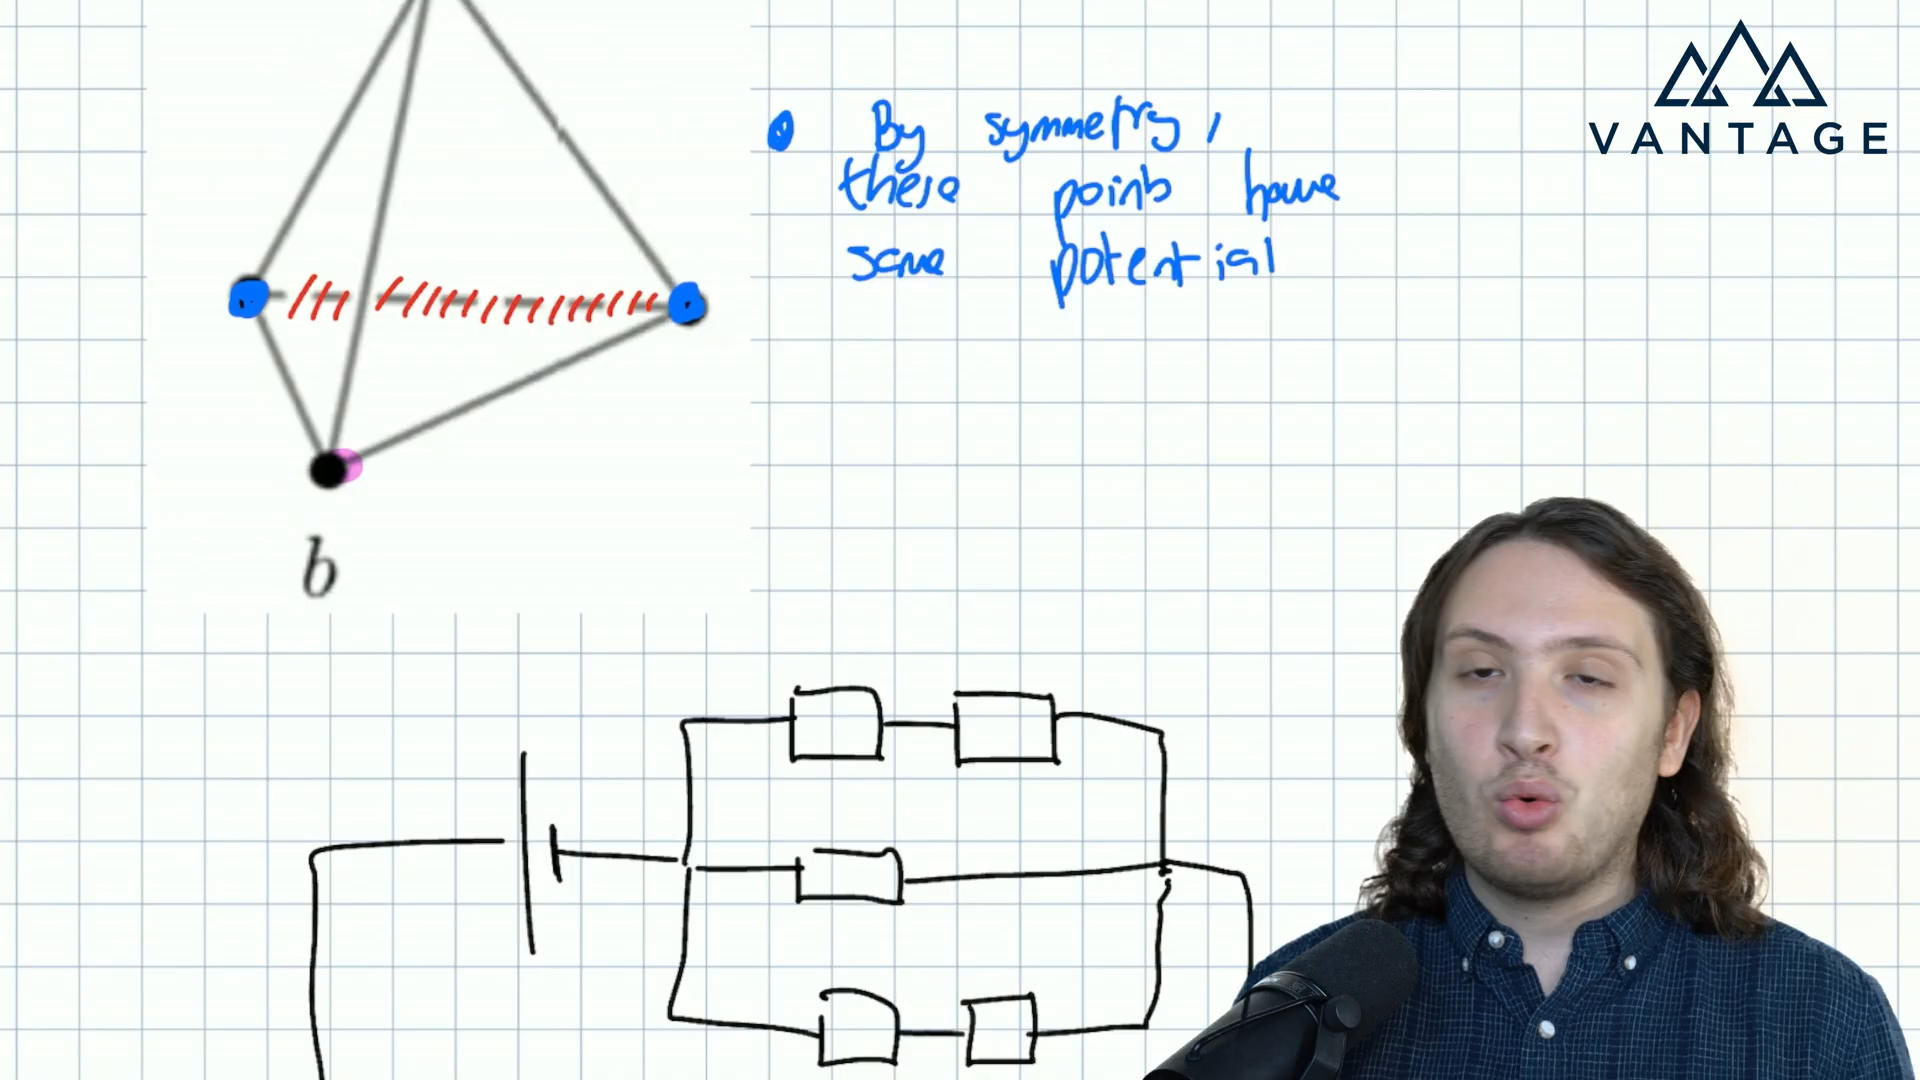 VANTAGE
By symmetry,
these points have
same potential
b